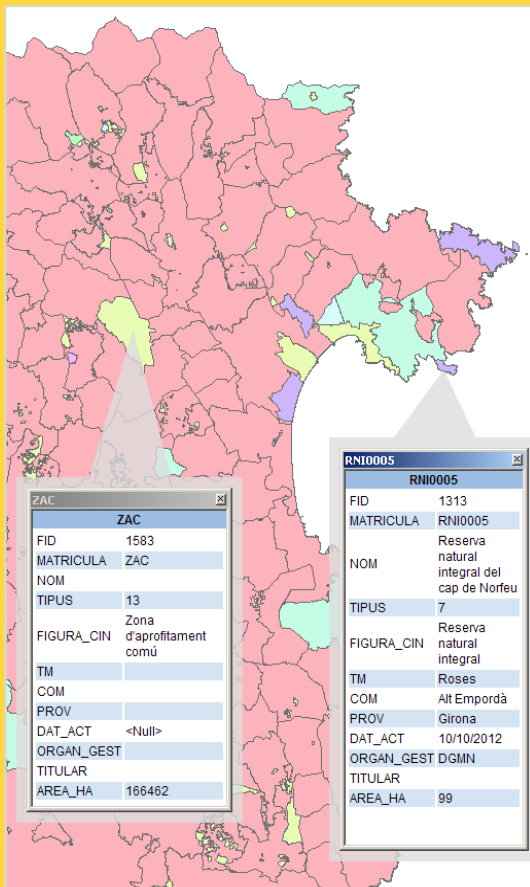 ZAC
ZAC
FID 1583
MATRICULA ZAC
NOM
TIPUS 13
FIGURA_CIN Zona
d'aprofitament
comú
TM
COM
PROV
DAT_ACT <Null>
ORGAN_GEST
TITULAR
AREA_HA 166462
RNI0005
RNI0005
FID 1313
MATRICULA RNI0005
NOM Reserva
natural
integral del
cap de Norfeu
TIPUS 7
FIGURA_CIN Reserva
natural
integral
TM Roses
COM Alt Empordà
PROV Girona
DAT_ACT 10/10/2012
ORGAN_GEST DGMN
TITULAR
AREA_HA 99